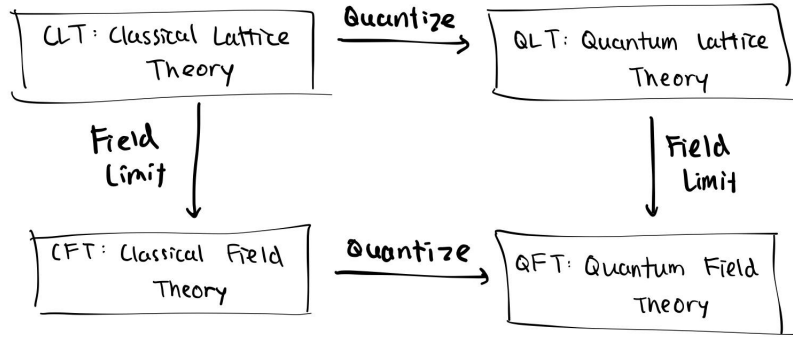 CLT: Classical Lattice
Theory
Quantize
QLT: Quantum Lattice
Theory
Field
Limit
Field
Limit
CFT: Classical Field
Theory
Quantize
QFT: Quantum Field
Theory